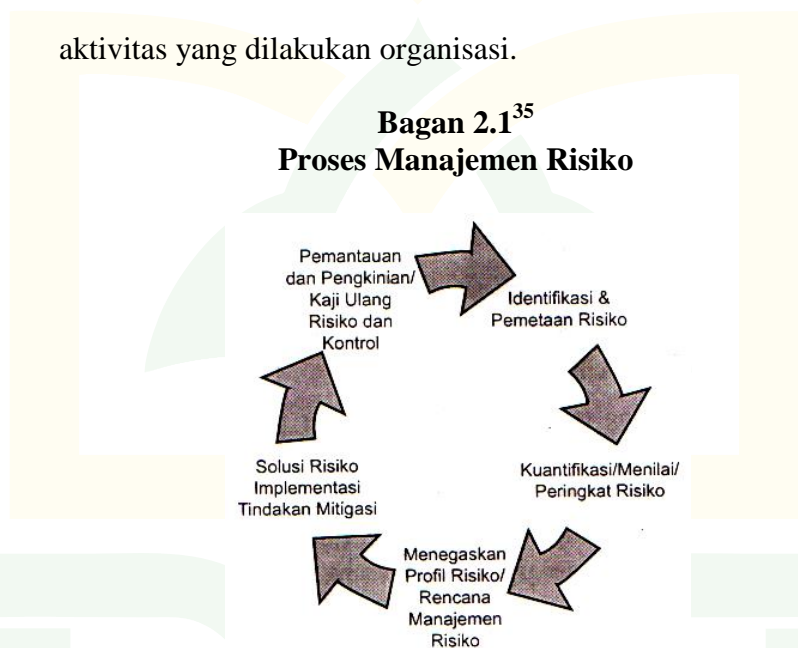 aktivitas yang dilakukan organisasi.
Bagan 2.1³⁵
Proses Manajemen Risiko
Pemantauan
dan Pengkinian/
Kaji Ulang
Risiko dan
Kontrol
Identifikasi &
Pemetaan Risiko
Kuantifikasi/Menilai/
Peringkat Risiko
Menegaskan
Profil Risiko/
Rencana
Manajemen
Risiko
Solusi Risiko
Implementasi
Tindakan Mitigasi